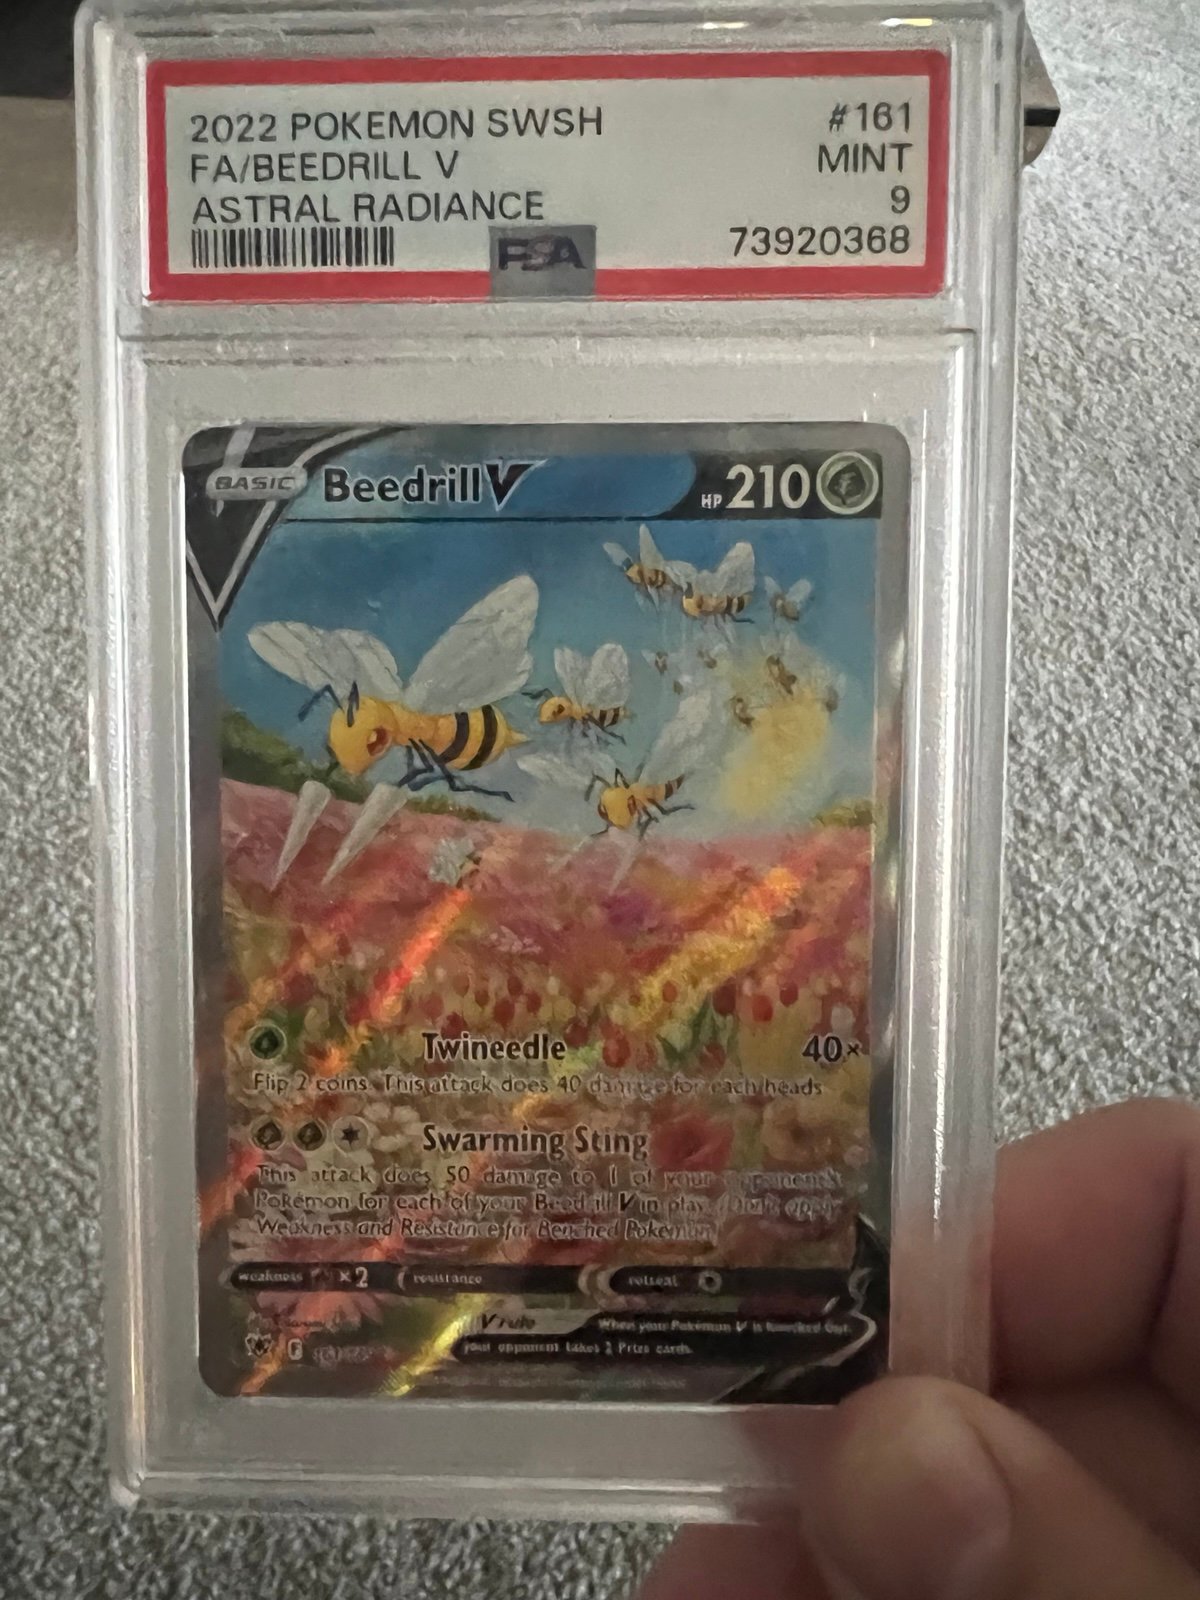 2022 POKEMON SWSH #161
FA/BEEDRILL V MINT
ASTRAL RADIANCE 9
PSA 73920368
BASIC Beedrill V HP 210
Twineedle 40×
Flip 2 coins. This attack does 40 damage for each heads.
Swarming Sting
This attack does 50 damage to 1 of your opponent's
Pokémon for each of your Beedrill V in play. (Don't apply
Weakness and Resistance for Benched Pokémon.)
weakness ×2 resistance retreat
V rule When your Pokémon V is Knocked Out,
your opponent takes 2 Prize cards.
F